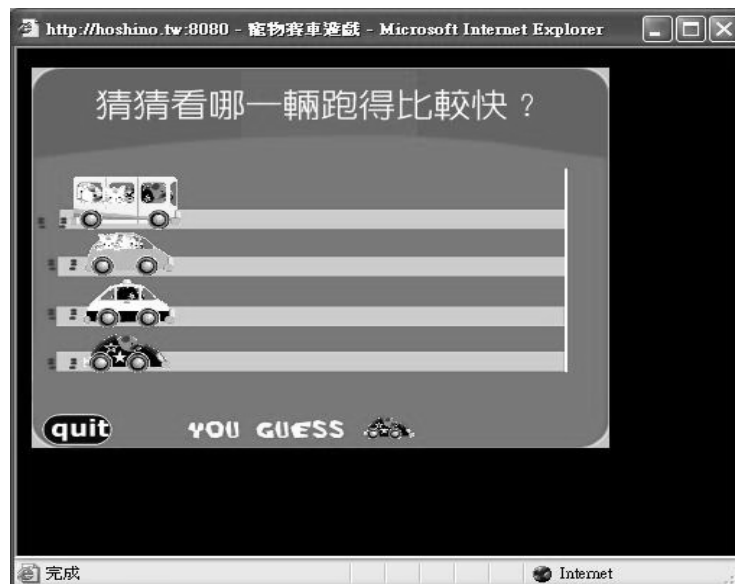 http://hoshino.tw:8080 - 寵物賽車遊戲 - Microsoft Internet Explorer
猜猜看哪一輛跑得比較快？
quit
YOU GUESS
完成
Internet